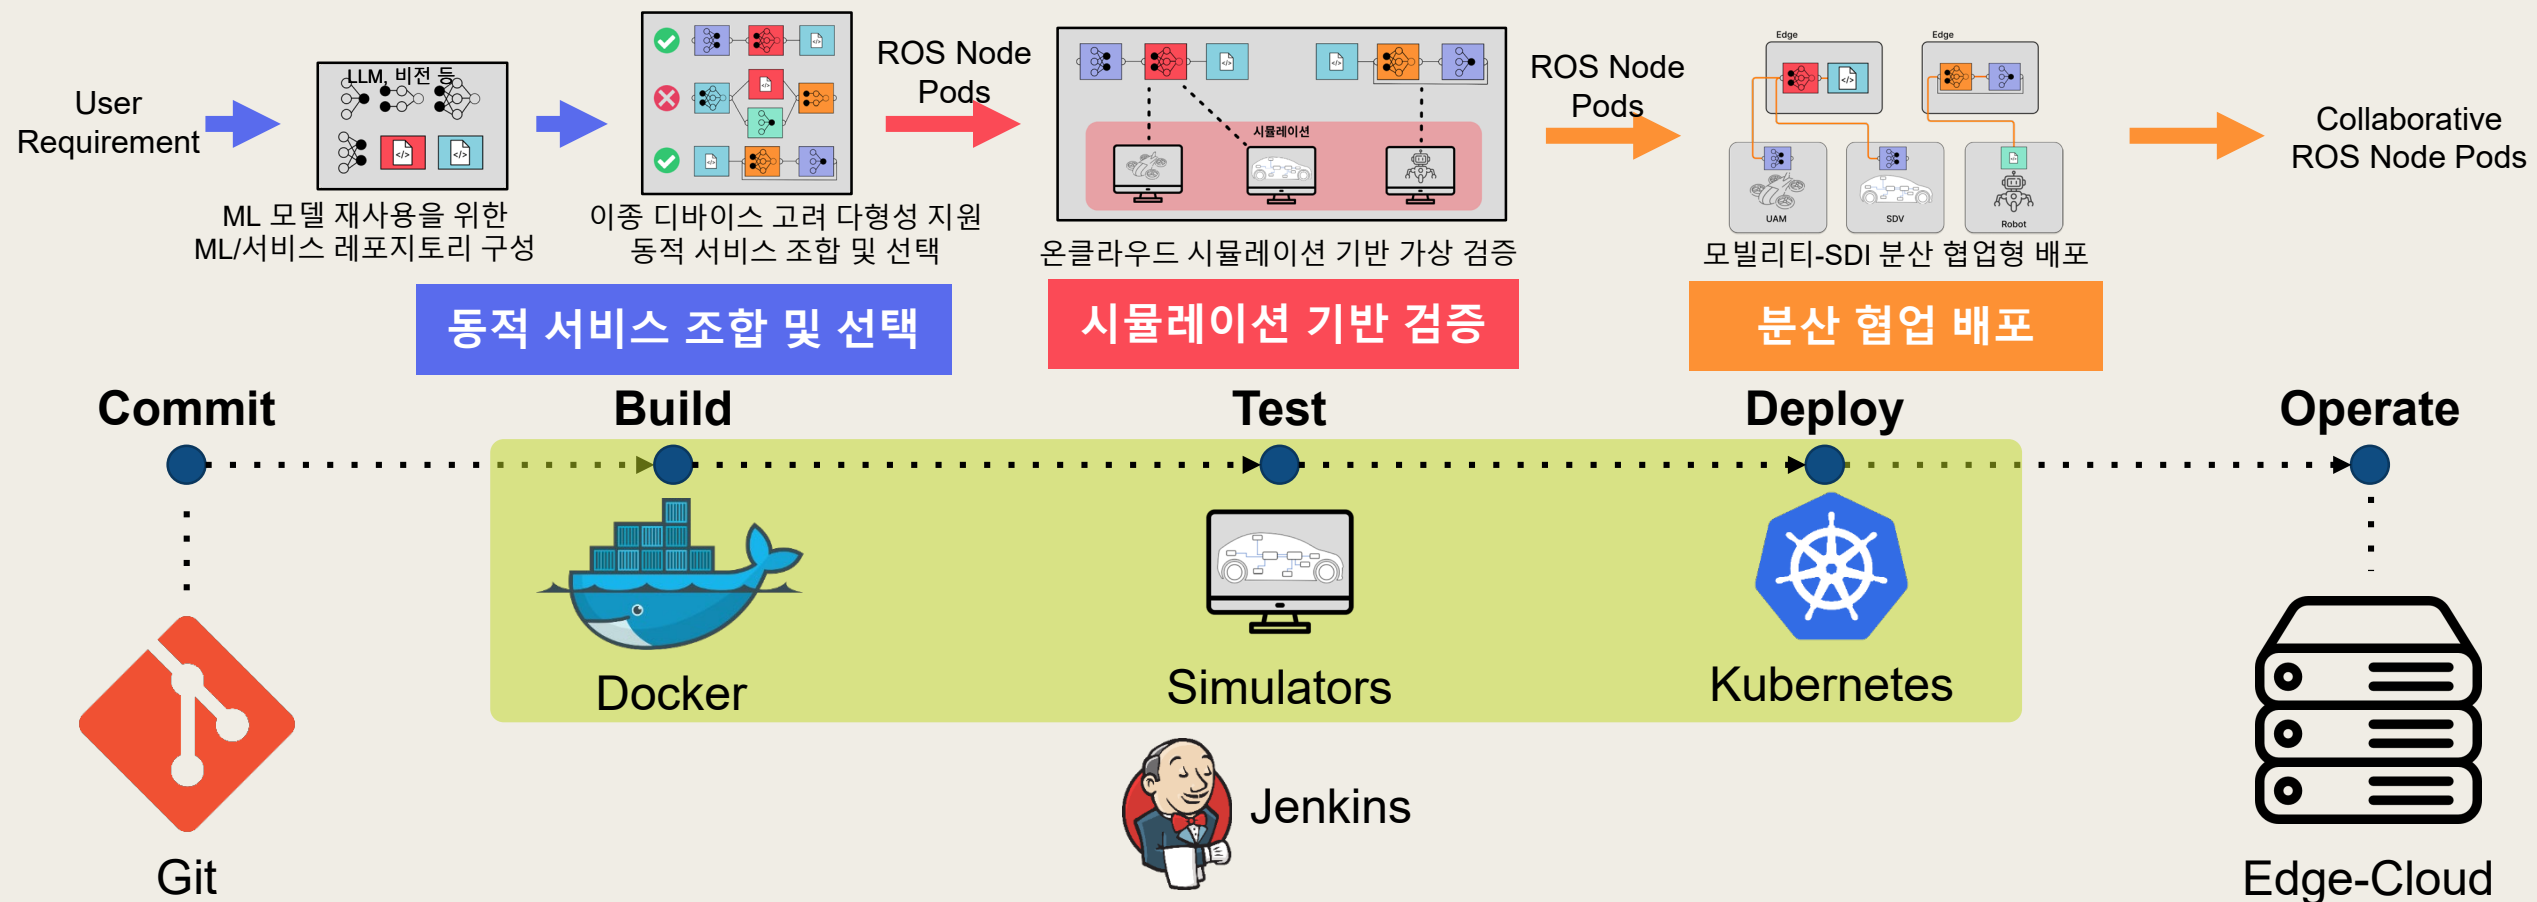 User
Requirement
LLM, 비전 등
ML 모델 재사용을 위한
ML/서비스 레포지토리 구성
이종 디바이스 고려 다형성 지원
동적 서비스 조합 및 선택
ROS Node
Pods
시뮬레이션
온클라우드 시뮬레이션 기반 가상 검증
ROS Node
Pods
Edge
Edge
UAM
SDV
Robot
모빌리티-SDI 분산 협업형 배포
Collaborative
ROS Node Pods
동적 서비스 조합 및 선택
시뮬레이션 기반 검증
분산 협업 배포
Commit
Build
Test
Deploy
Operate
Docker
Simulators
Kubernetes
Jenkins
Git
Edge-Cloud